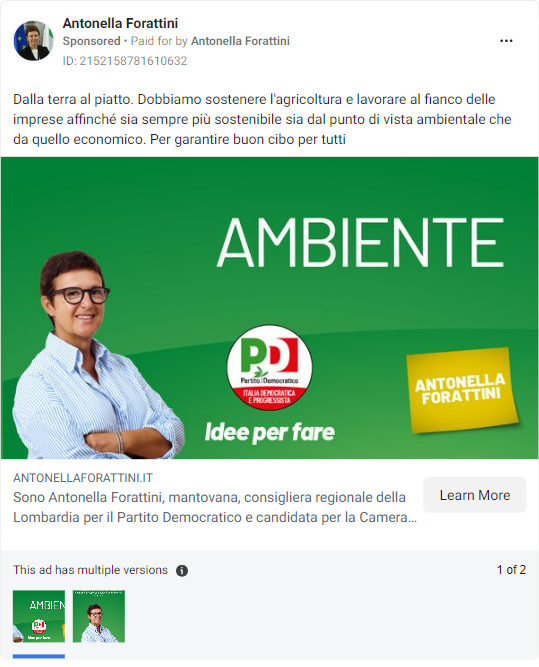 Antonella Forattini
Sponsored • Paid for by Antonella Forattini
ID: 2152158781610632
Dalla terra al piatto. Dobbiamo sostenere l'agricoltura e lavorare al fianco delle
imprese affinché sia sempre più sostenibile sia dal punto di vista ambientale che
da quello economico. Per garantire buon cibo per tutti
AMBIENTE
PD
Partito Democratico
ITALIA DEMOCRATICA
E PROGRESSISTA
Idee per fare
ANTONELLA
FORATTINI
ANTONELLAFORATTINI.IT
Sono Antonella Forattini, mantovana, consigliera regionale della
Lombardia per il Partito Democratico e candidata per la Camera...
Learn More
This ad has multiple versions
1 of 2
AMBIEN
Idee per fare